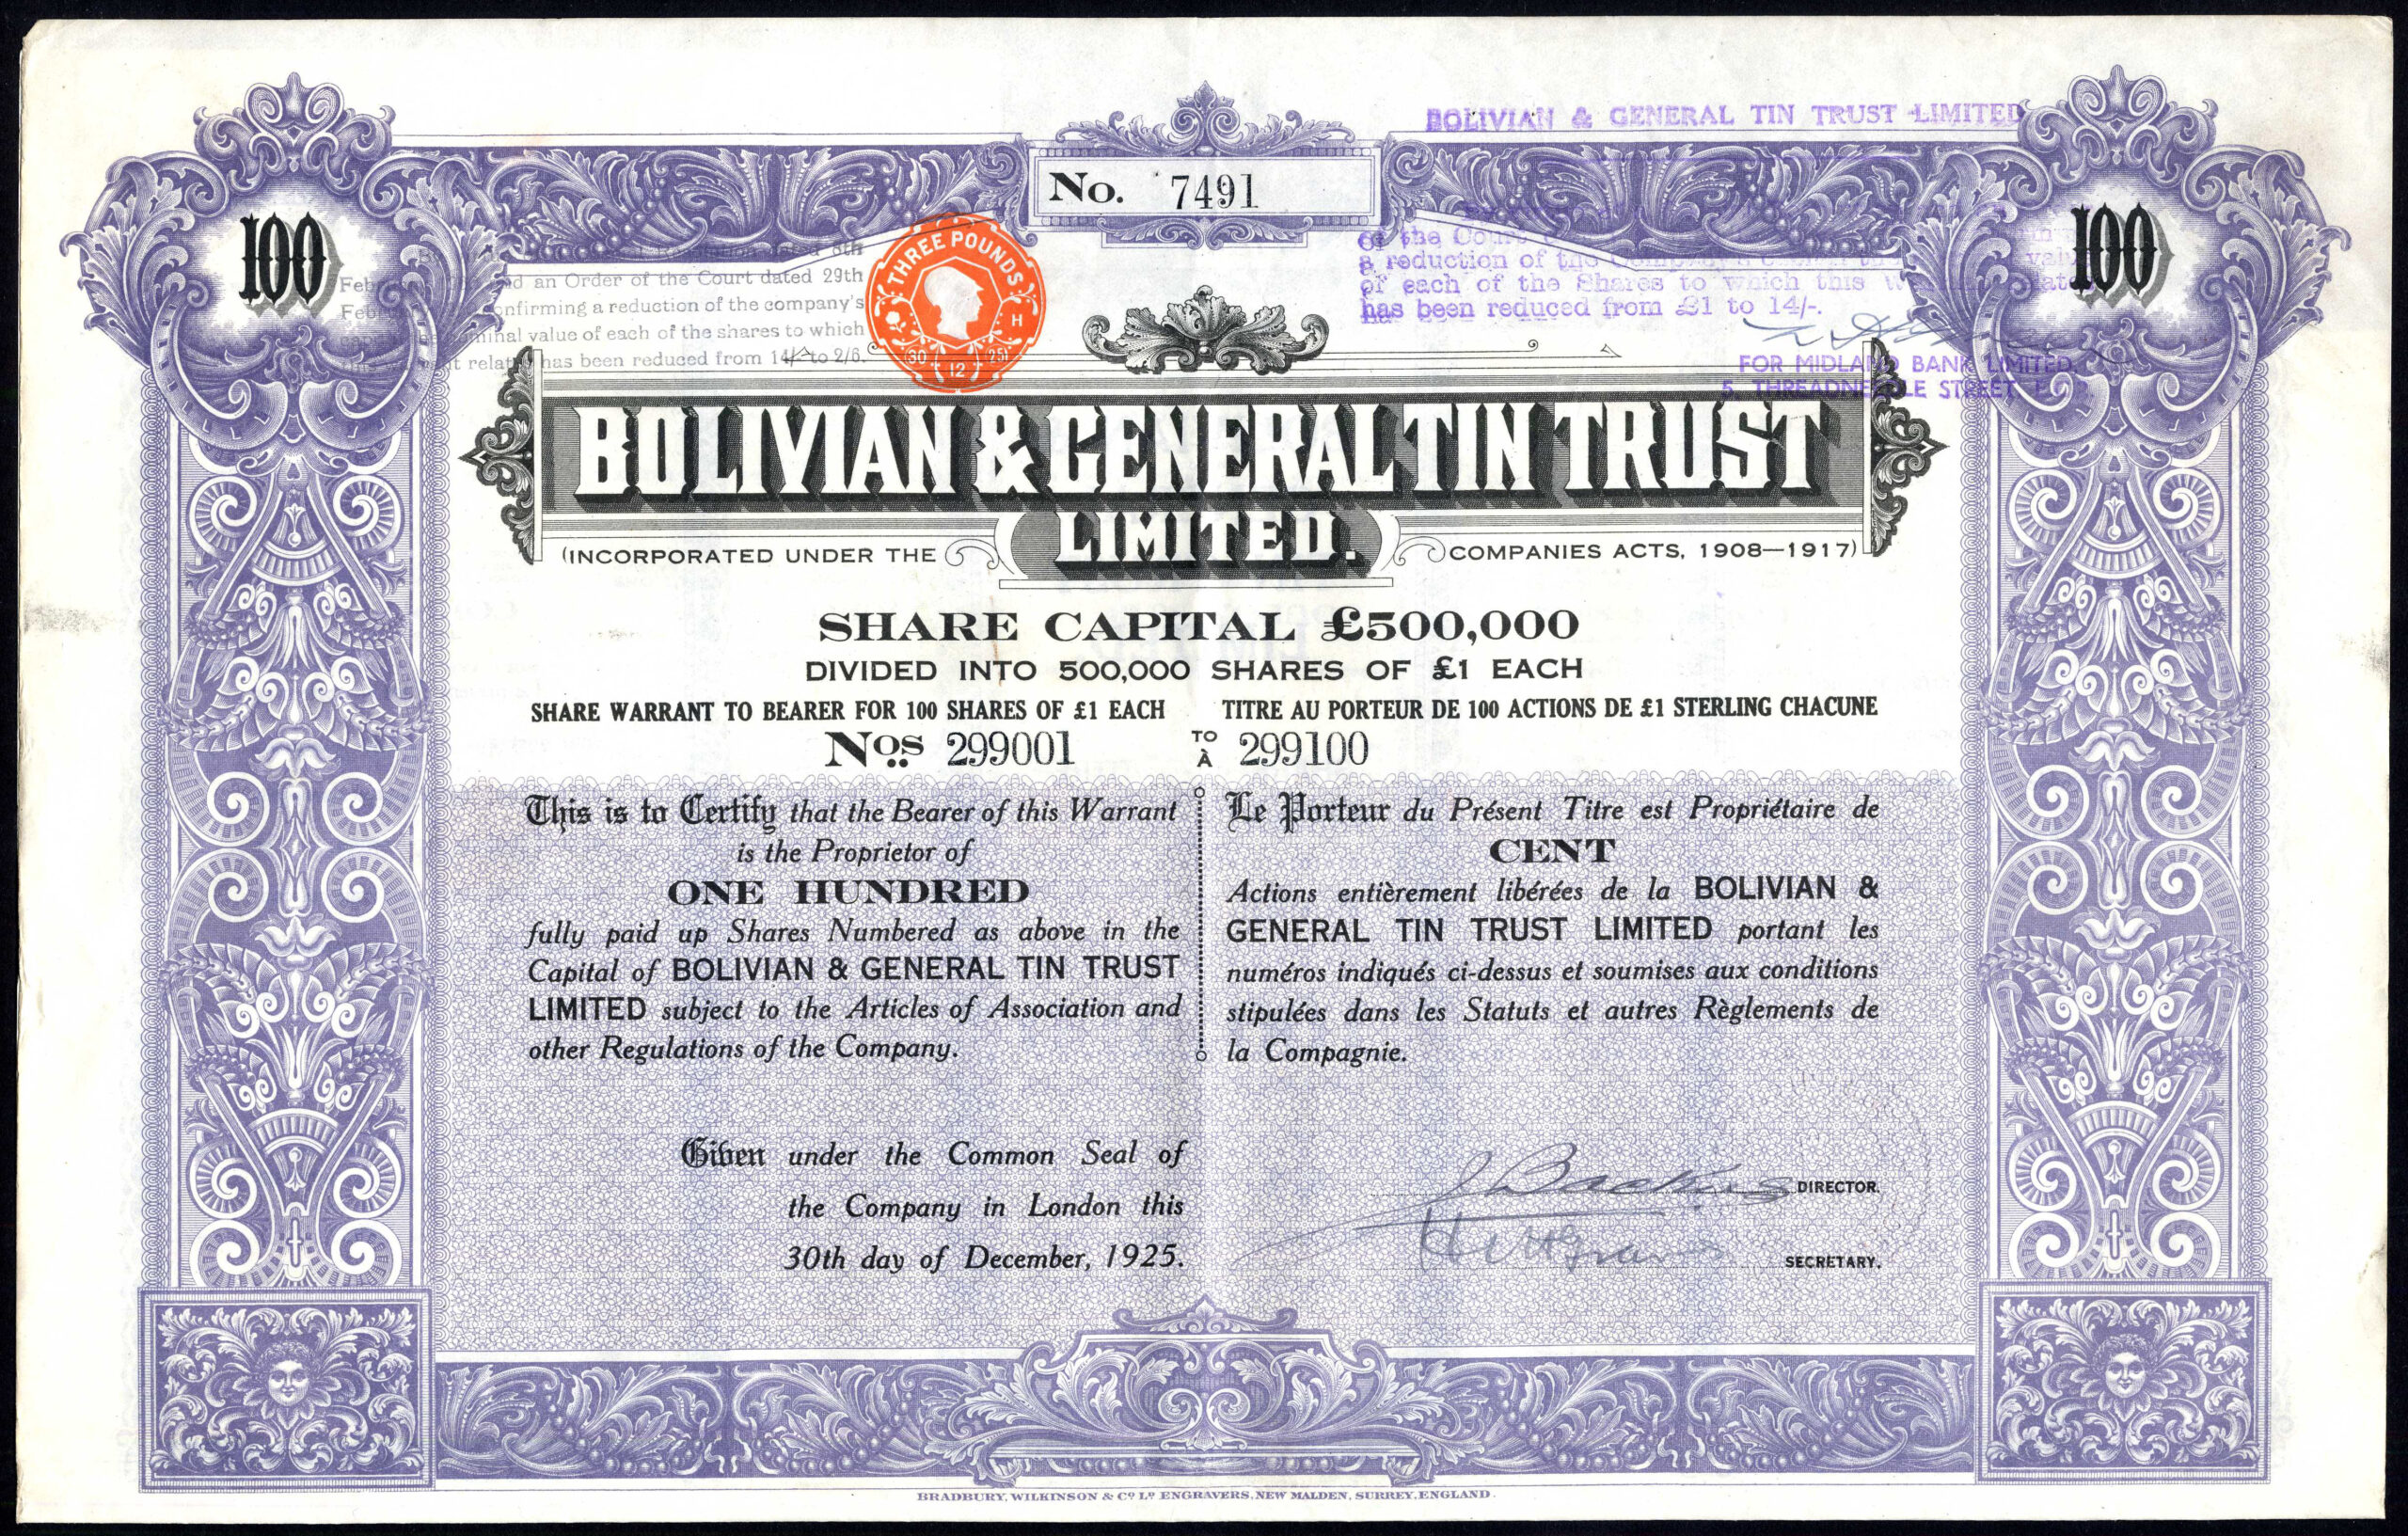 BOLIVIAN & GENERAL TIN TRUST LIMITED
No. 7491
100
100
8th
an Order of the Court dated 29th
confirming a reduction of the company's
nominal value of each of the shares to which
has been reduced from 14/- to 2/6.
THREE POUNDS
H
30 12 25
of the
a reduction of the
of each of the Shares to which this
has been reduced from £1 to 14/-.
FOR MIDLAND BANK LIMITED,
5, THREADNEEDLE STREET, E.C.
BOLIVIAN & GENERAL TIN TRUST
LIMITED.
(INCORPORATED UNDER THE COMPANIES ACTS, 1908—1917)
SHARE CAPITAL £500,000
DIVIDED INTO 500,000 SHARES OF £1 EACH
SHARE WARRANT TO BEARER FOR 100 SHARES OF £1 EACH
TITRE AU PORTEUR DE 100 ACTIONS DE £1 STERLING CHACUNE
Nos. 299001 TO À 299100
This is to Certify that the Bearer of this Warrant
is the Proprietor of
ONE HUNDRED
fully paid up Shares Numbered as above in the
Capital of BOLIVIAN & GENERAL TIN TRUST
LIMITED subject to the Articles of Association and
other Regulations of the Company.
Le Porteur du Présent Titre est Propriétaire de
CENT
Actions entièrement libérées de la BOLIVIAN &
GENERAL TIN TRUST LIMITED portant les
numéros indiqués ci-dessus et soumises aux conditions
stipulées dans les Statuts et autres Règlements de
la Compagnie.
Given under the Common Seal of
the Company in London this
30th day of December, 1925.
J Backus DIRECTOR.
SECRETARY.
BRADBURY, WILKINSON & Co. Ld. ENGRAVERS, NEW MALDEN, SURREY, ENGLAND.